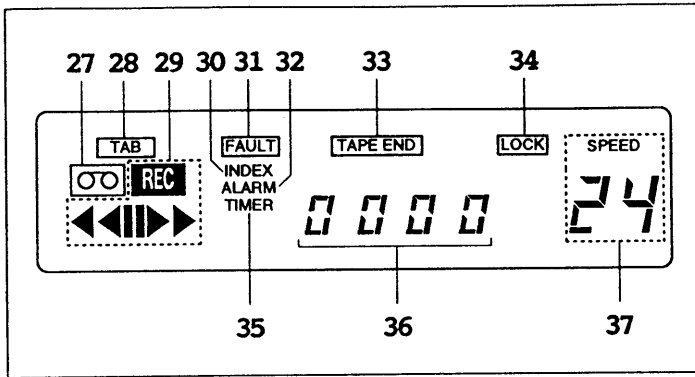 27 28 29 30 31 32 33 34
TAB FAULT TAPE END LOCK SPEED
REC INDEX
ALARM
TIMER
0000 24
35 36 37